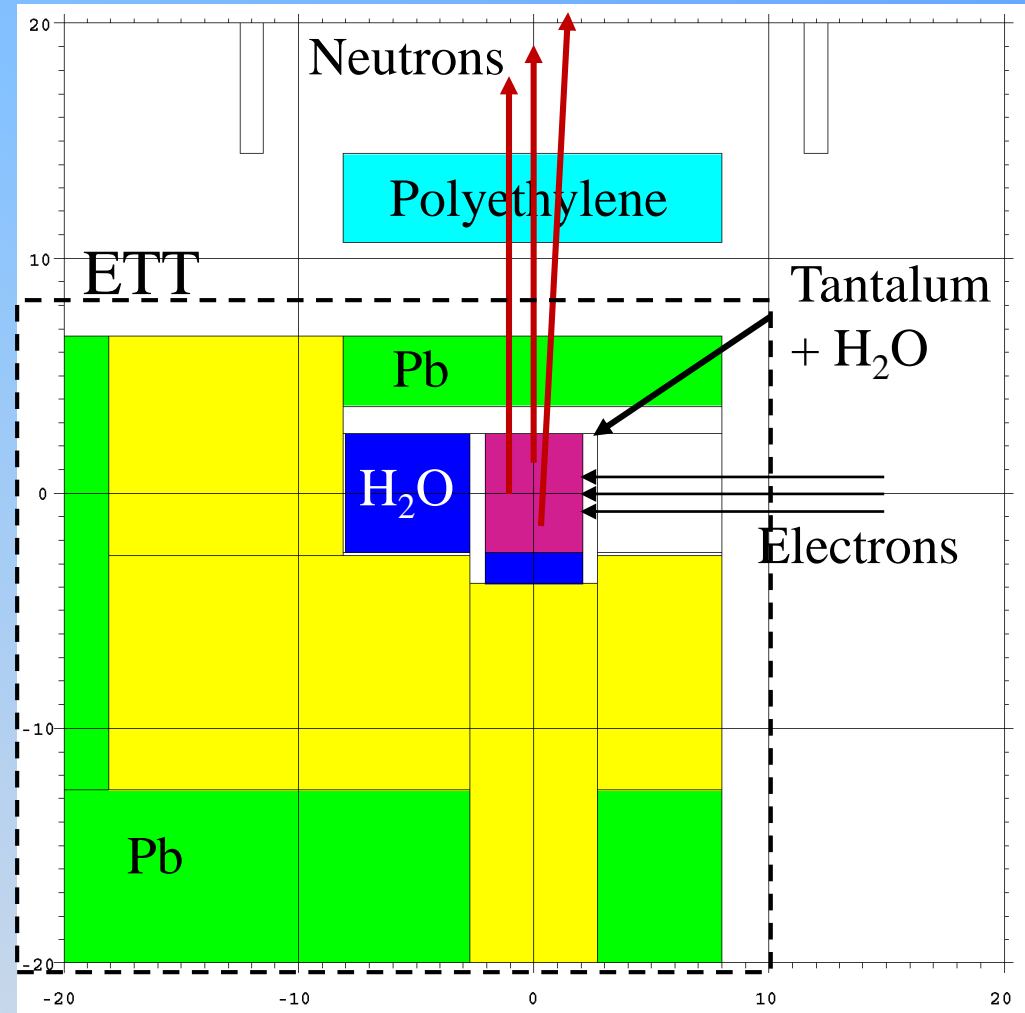 20
Neutrons
Polyethylene
10
ETT
Tantalum
+ H₂O
Pb
H₂O
0
Electrons
-10
Pb
-20
-20
-10
0
10
20